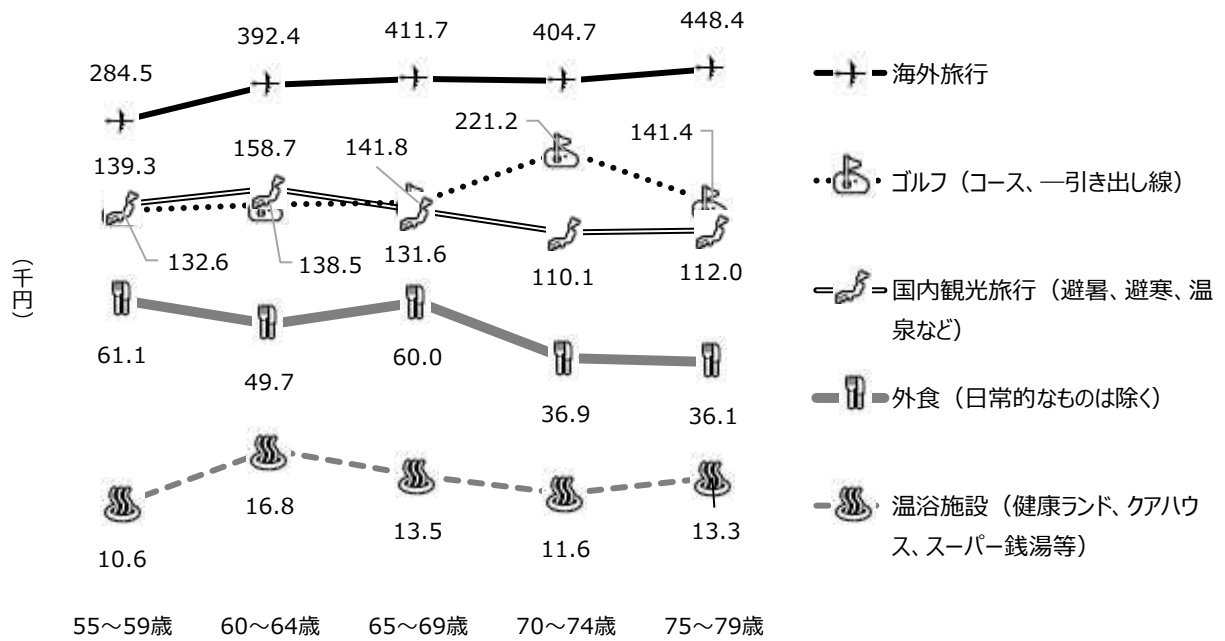 284.5
392.4
411.7
404.7
448.4
139.3
158.7
141.8
221.2
141.4
132.6
138.5
131.6
110.1
112.0
（千円）
61.1
49.7
60.0
36.9
36.1
10.6
16.8
13.5
11.6
13.3
55～59歳
60～64歳
65～69歳
70～74歳
75～79歳
海外旅行
ゴルフ（コース、―引き出し線）
国内観光旅行（避暑、避寒、温
泉など）
外食（日常的なものは除く）
温浴施設（健康ランド、クアハウ
ス、スーパー銭湯等）